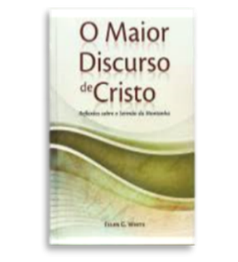 O Maior
Discurso
de Cristo
Reflexões sobre o Sermão da Montanha
ELLEN G. WHITE